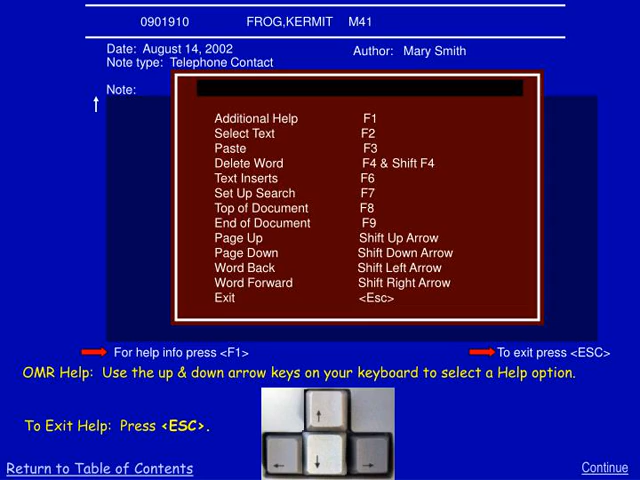 0901910 FROG,KERMIT M41
Date: August 14, 2002 Author: Mary Smith
Note type: Telephone Contact
Note:
Additional Help F1
Select Text F2
Paste F3
Delete Word F4 & Shift F4
Text Inserts F6
Set Up Search F7
Top of Document F8
End of Document F9
Page Up Shift Up Arrow
Page Down Shift Down Arrow
Word Back Shift Left Arrow
Word Forward Shift Right Arrow
Exit <Esc>
For help info press <F1> To exit press <ESC>
OMR Help: Use the up & down arrow keys on your keyboard to select a Help option.
To Exit Help: Press <ESC>.
Return to Table of Contents Continue